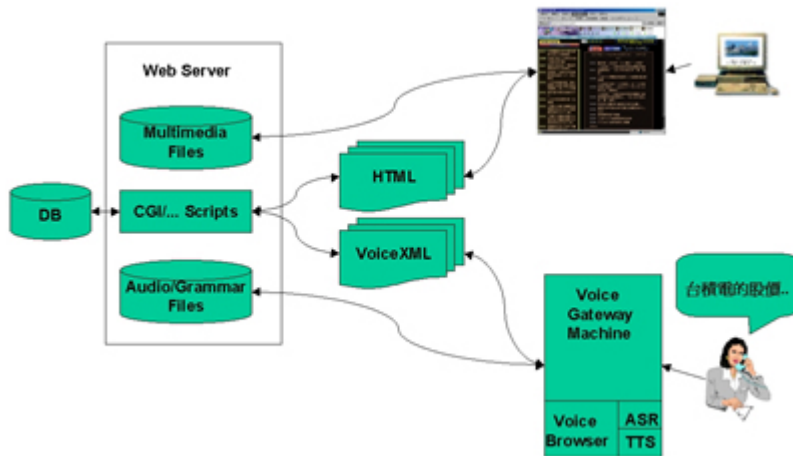 Web Server
Multimedia
Files
DB
CGI/... Scripts
Audio/Grammar
Files
HTML
VoiceXML
Voice
Gateway
Machine
Voice
Browser
ASR
TTS
台積電的股價..